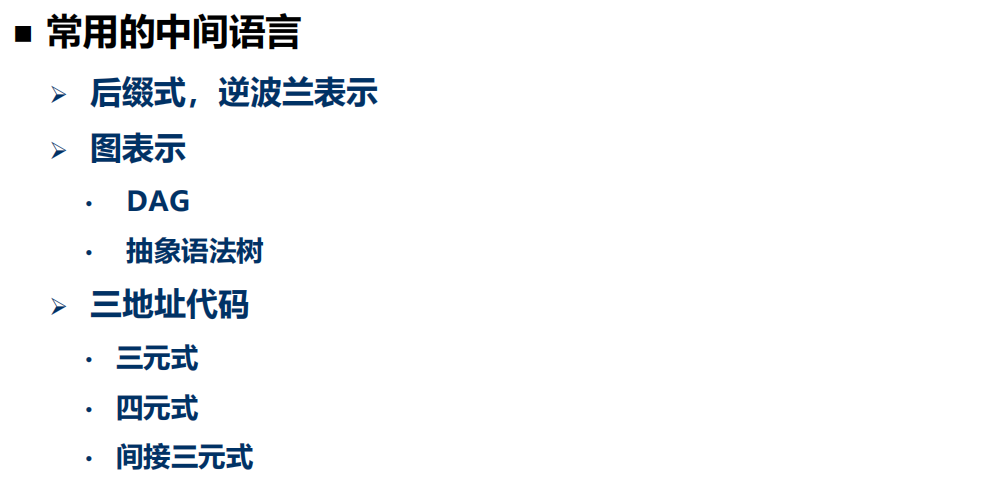 常用的中间语言
后缀式，逆波兰表示
图表示
DAG
抽象语法树
三地址代码
三元式
四元式
间接三元式